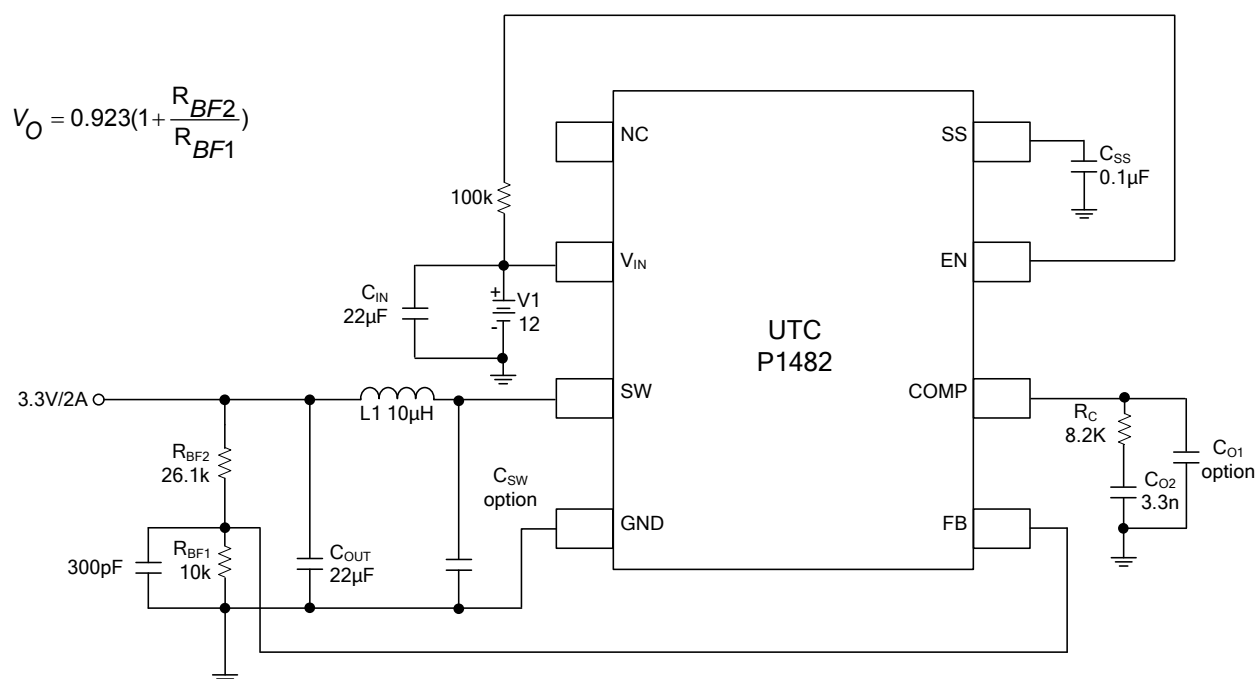 V_O = 0.923(1+ R_BF2 / R_BF1)
NC
SS
C_SS
0.1µF
100k
V_IN
EN
C_IN
22µF
+
-
V1
12
UTC
P1482
3.3V/2A
L1 10µH
SW
COMP
R_C
8.2K
C_O1
option
R_BF2
26.1k
C_SW
option
C_O2
3.3n
GND
FB
300pF
R_BF1
10k
C_OUT
22µF